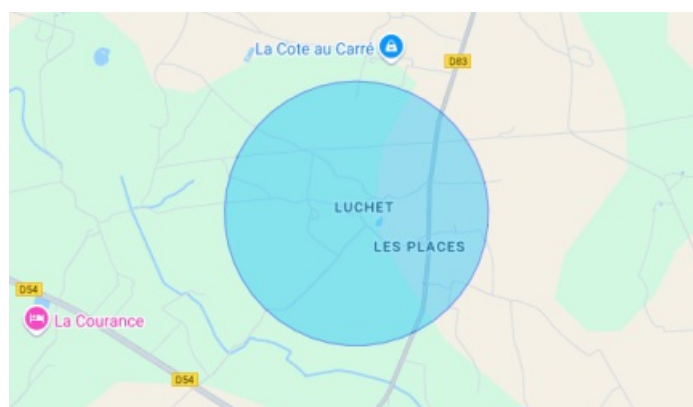 La Cote au Carré
D83
LUCHET
LES PLACES
D54
La Courance
D54